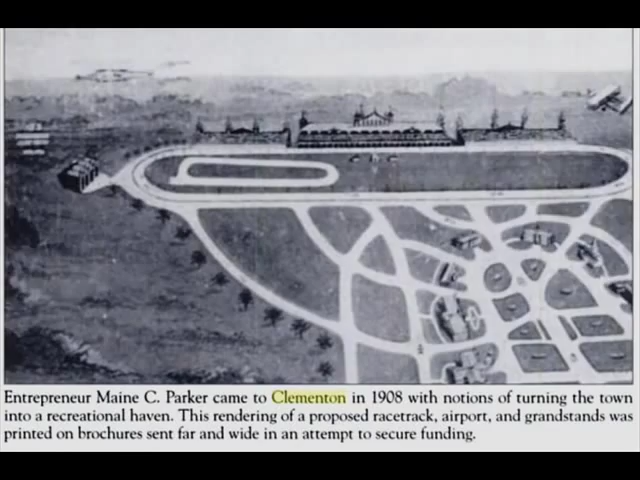 Entrepreneur Maine C. Parker came to Clementon in 1908 with notions of turning the town
into a recreational haven. This rendering of a proposed racetrack, airport, and grandstands was
printed on brochures sent far and wide in an attempt to secure funding.